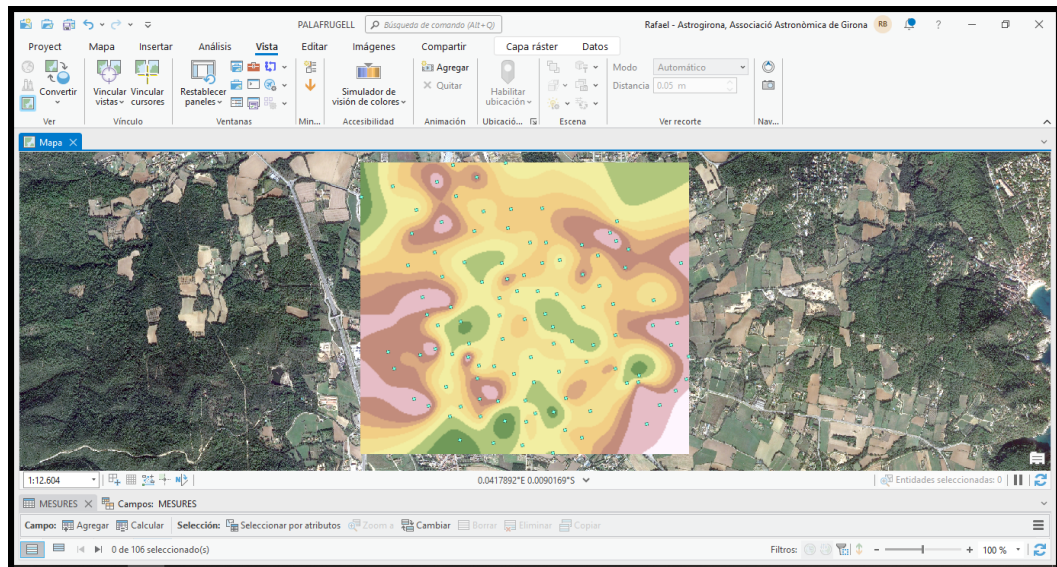 PALAFRUGELL
Búsqueda de comando (Alt+Q)
Rafael - Astrogirona, Associació Astronòmica de Girona
RB
?
Proyect Mapa Insertar Análisis Vista Editar Imágenes Compartir Capa ráster Datos
Convertir
Vincular vistas
Vincular cursores
Restablecer paneles
Simulador de visión de colores
Agregar
Quitar
Habilitar ubicación
Modo Automático
Distancia 0.05 m
Ver Vínculo Ventanas Min... Accesibilidad Animación Ubicació... Escena Ver recorte Nav...
Mapa
1:12.604
0.0417892°E 0.0090169°S
Entidades seleccionadas: 0
MESURES Campos: MESURES
Campo: Agregar Calcular Selección: Seleccionar por atributos Zoom a Cambiar Borrar Eliminar Copiar
0 de 106 seleccionado(s)
Filtros: - + 100 %